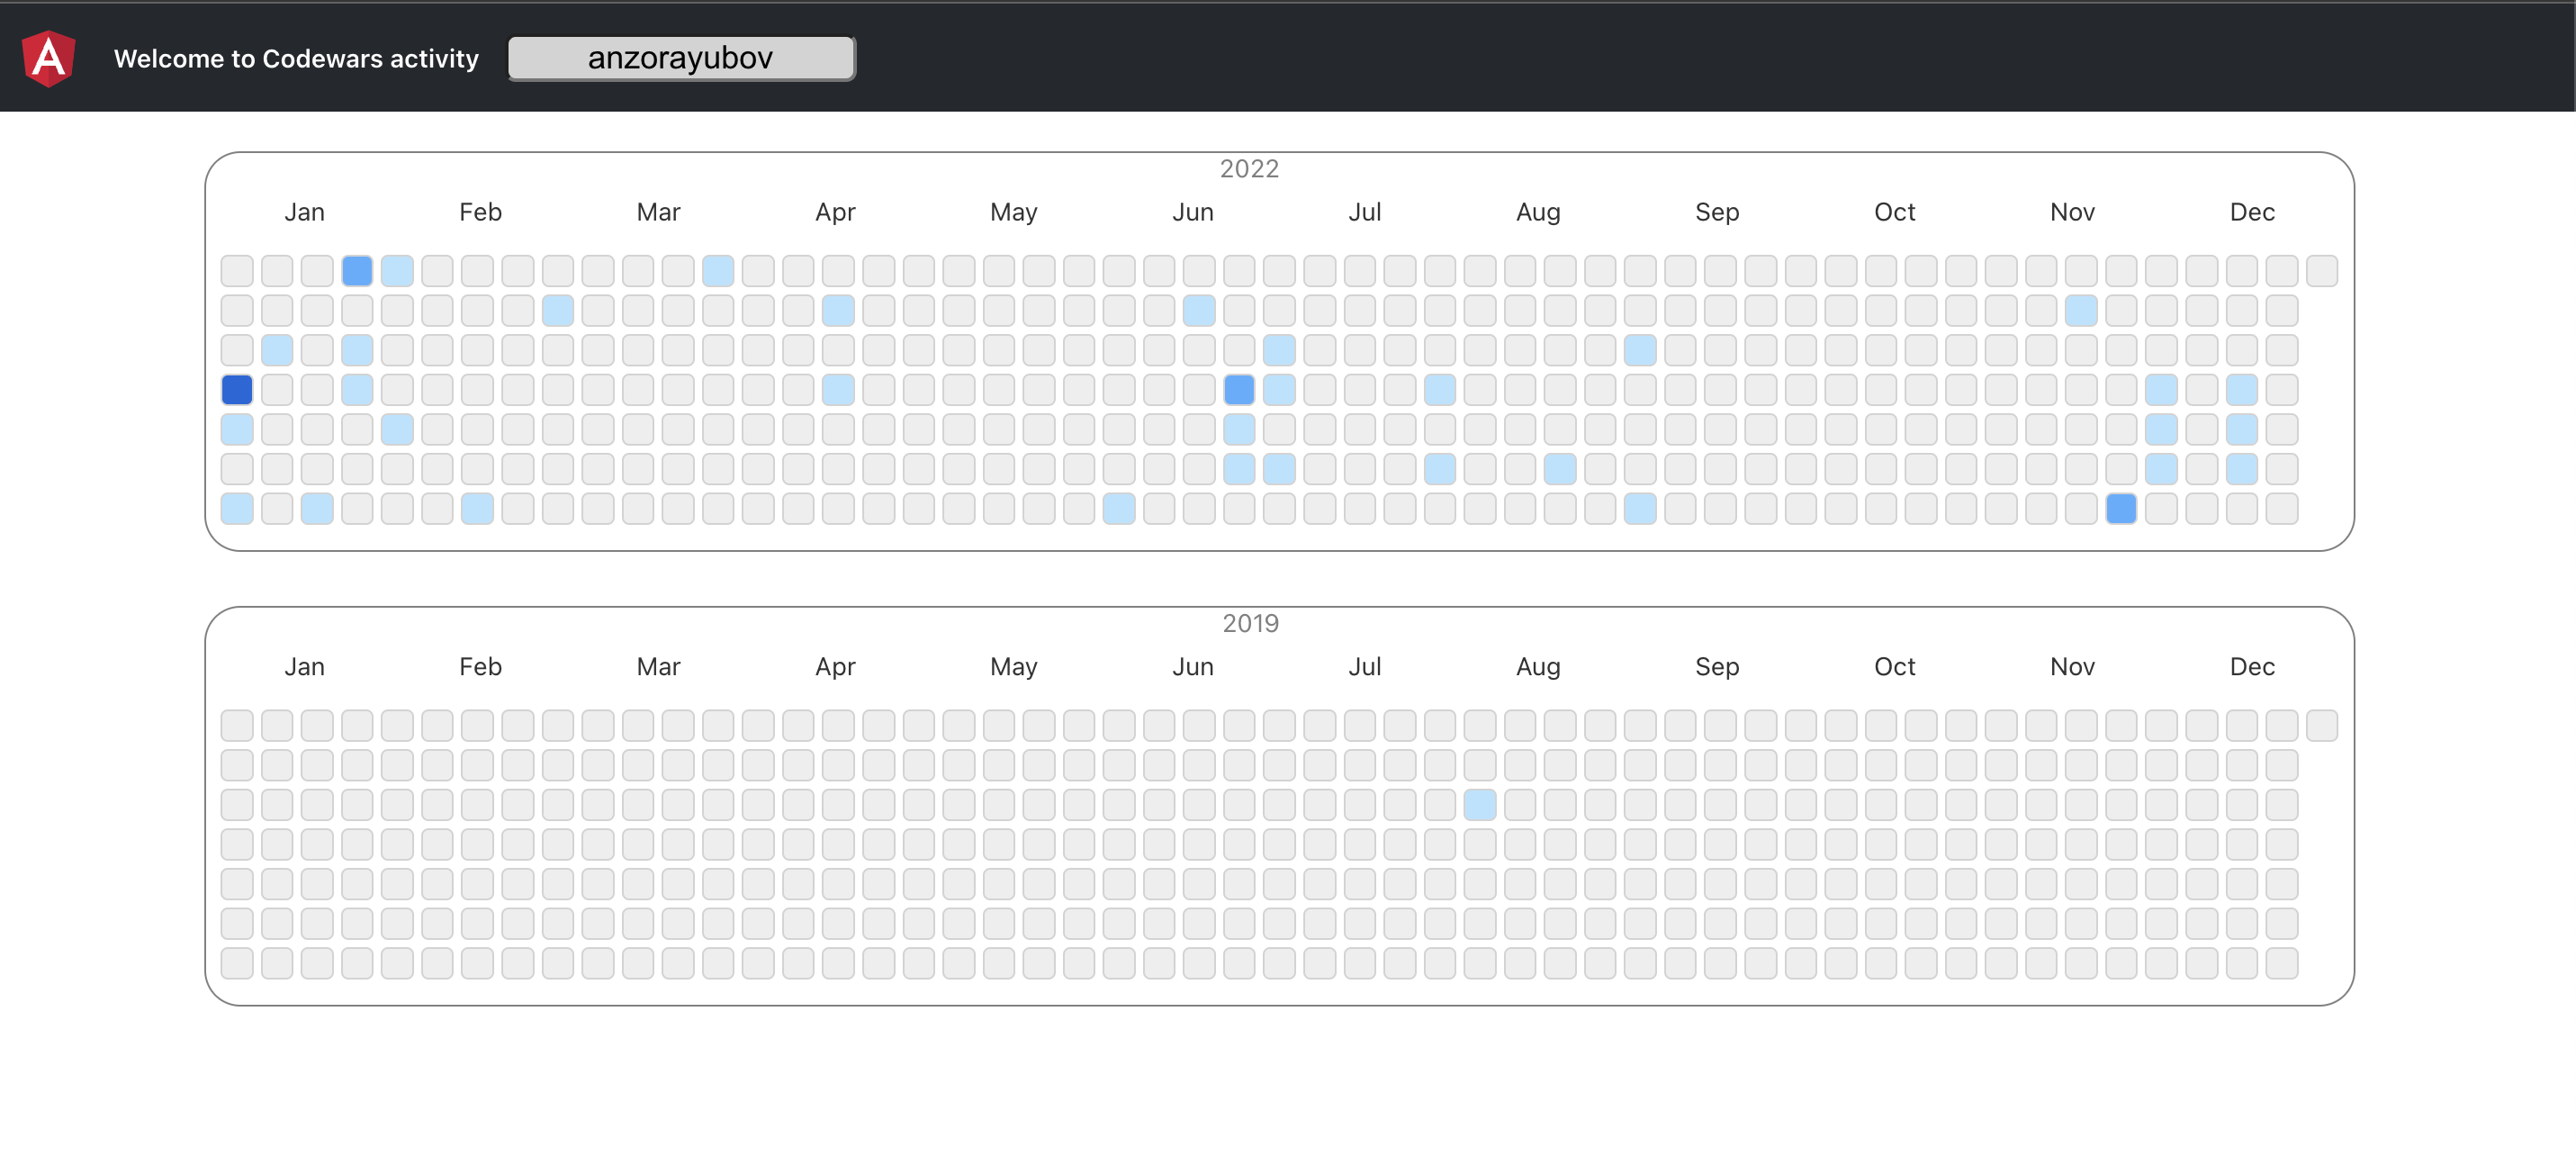 Welcome to Codewars activity anzorayubov
2022
Jan Feb Mar Apr May Jun Jul Aug Sep Oct Nov Dec
2019
Jan Feb Mar Apr May Jun Jul Aug Sep Oct Nov Dec